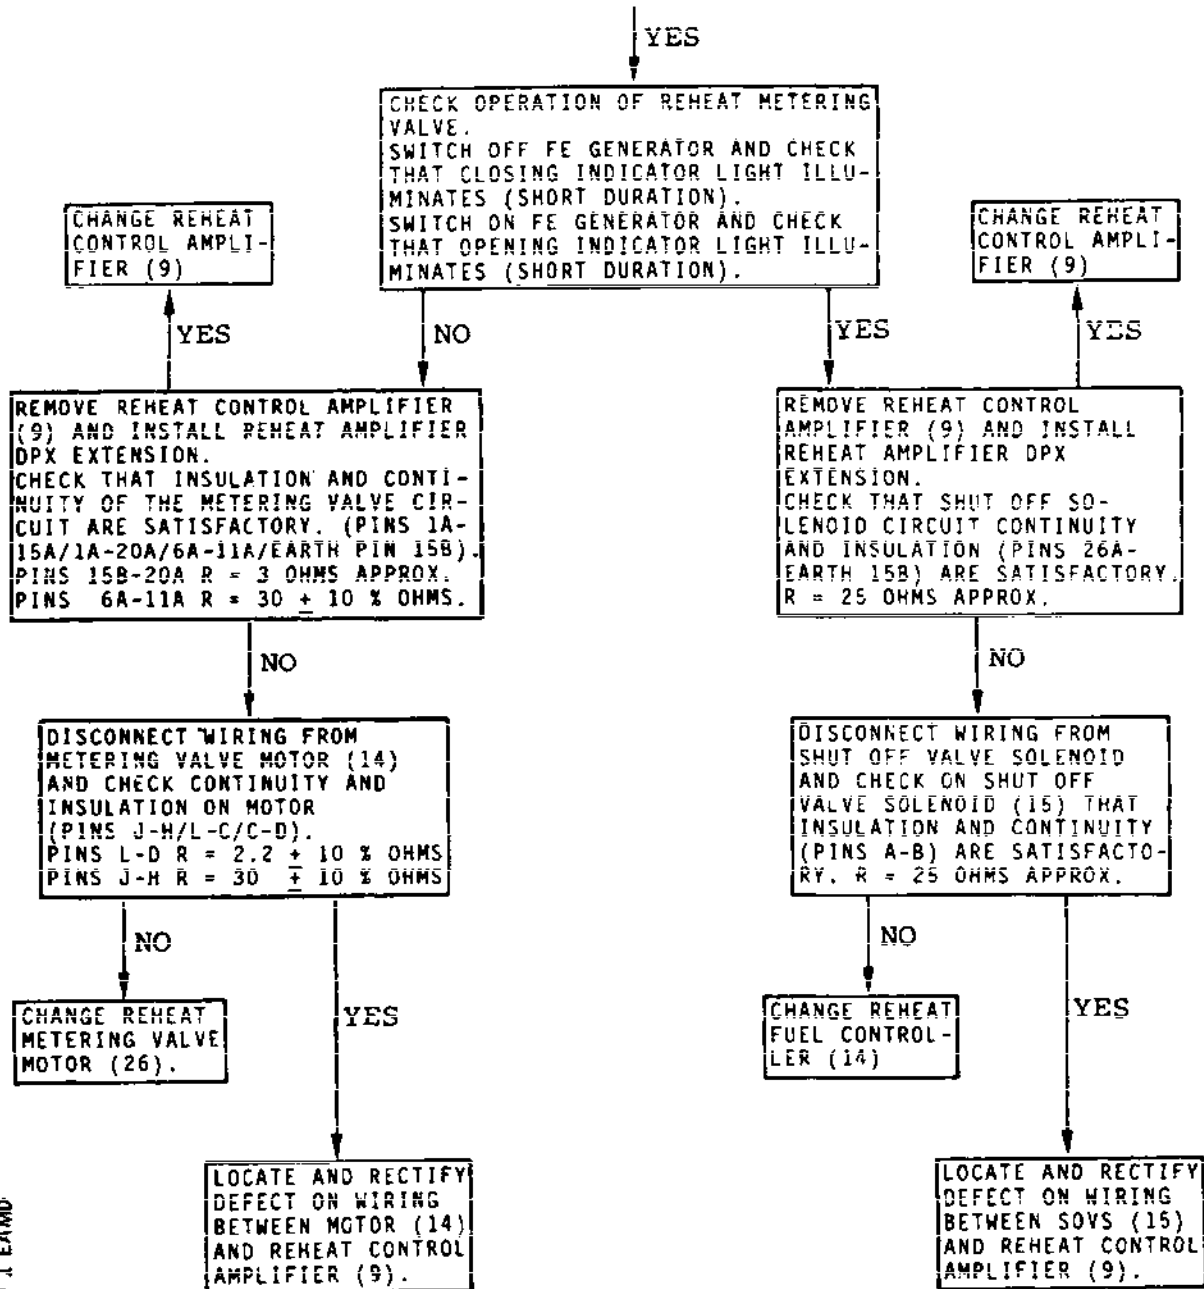 YES
CHECK OPERATION OF REHEAT METERING
VALVE.
SWITCH OFF FE GENERATOR AND CHECK
THAT CLOSING INDICATOR LIGHT ILLU-
MINATES (SHORT DURATION).
SWITCH ON FE GENERATOR AND CHECK
THAT OPENING INDICATOR LIGHT ILLU-
MINATES (SHORT DURATION).
CHANGE REHEAT
CONTROL AMPLI-
FIER (9)
CHANGE REHEAT
CONTROL AMPLI-
FIER (9)
YES
NO
YES
YES
REMOVE REHEAT CONTROL AMPLIFIER
(9) AND INSTALL REHEAT AMPLIFIER
DPX EXTENSION.
CHECK THAT INSULATION AND CONTI-
NUITY OF THE METERING VALVE CIR-
CUIT ARE SATISFACTORY. (PINS 1A-
15A/1A-20A/6A-11A/EARTH PIN 15B).
PINS 15B-20A R = 3 OHMS APPROX.
PINS 6A-11A R = 30 ± 10 % OHMS.
REMOVE REHEAT CONTROL
AMPLIFIER (9) AND INSTALL
REHEAT AMPLIFIER DPX
EXTENSION.
CHECK THAT SHUT OFF SO-
LENOID CIRCUIT CONTINUITY
AND INSULATION (PINS 26A-
EARTH 15B) ARE SATISFACTORY.
R = 25 OHMS APPROX.
NO
NO
DISCONNECT WIRING FROM
METERING VALVE MOTOR (14)
AND CHECK CONTINUITY AND
INSULATION ON MOTOR
(PINS J-H/L-C/C-D).
PINS L-D R = 2.2 ± 10 % OHMS
PINS J-H R = 30 ± 10 % OHMS
DISCONNECT WIRING FROM
SHUT OFF VALVE SOLENOID
AND CHECK ON SHUT OFF
VALVE SOLENOID (15) THAT
INSULATION AND CONTINUITY
(PINS A-B) ARE SATISFACTO-
RY. R = 25 OHMS APPROX.
NO
YES
NO
YES
CHANGE REHEAT
METERING VALVE
MOTOR (26).
CHANGE REHEAT
FUEL CONTROL-
LER (14)
LOCATE AND RECTIFY
DEFECT ON WIRING
BETWEEN MOTOR (14)
AND REHEAT CONTROL
AMPLIFIER (9).
LOCATE AND RECTIFY
DEFECT ON WIRING
BETWEEN SOVS (15)
AND REHEAT CONTROL
AMPLIFIER (9).